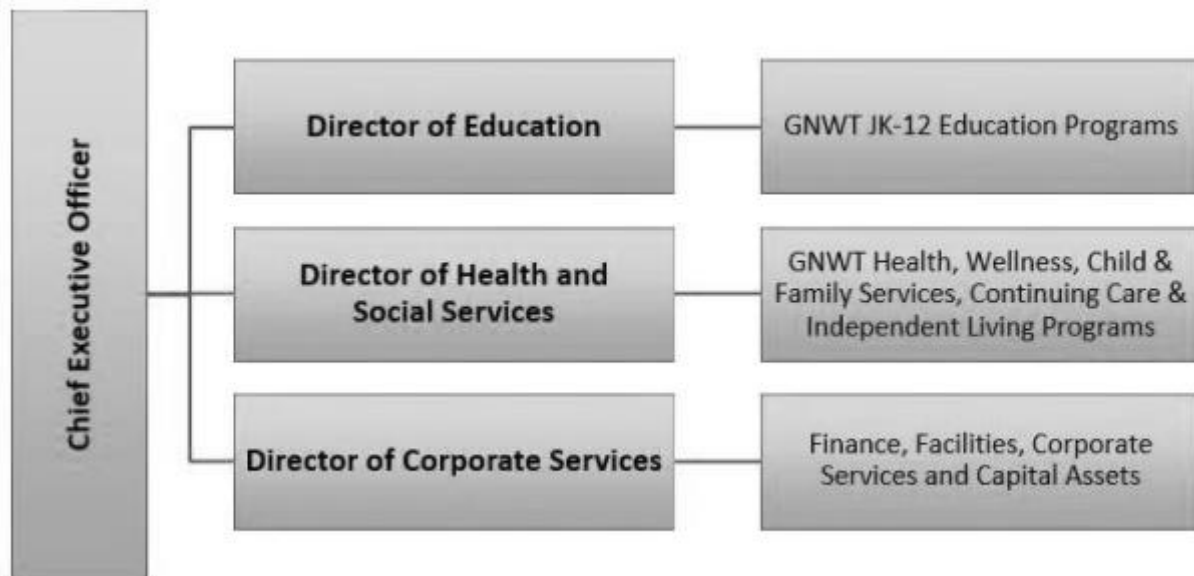 Chief Executive Officer
Director of Education
GNWT JK-12 Education Programs
Director of Health and
Social Services
GNWT Health, Wellness, Child &
Family Services, Continuing Care &
Independent Living Programs
Director of Corporate Services
Finance, Facilities, Corporate
Services and Capital Assets